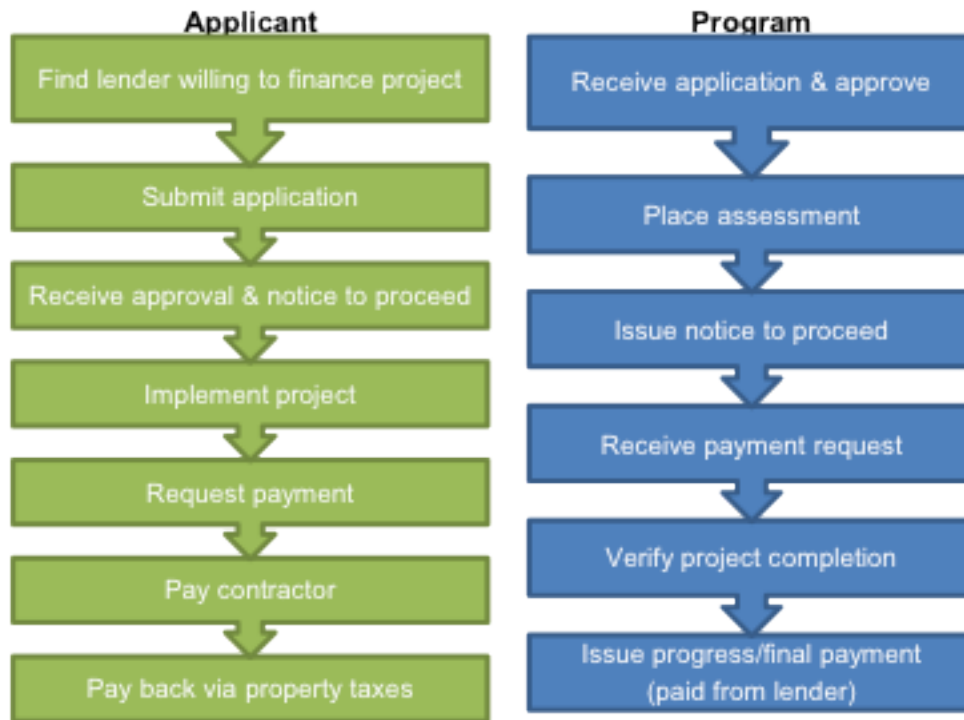 Applicant
Find lender willing to finance project
Submit application
Receive approval & notice to proceed
Implement project
Request payment
Pay contractor
Pay back via property taxes
Program
Receive application & approve
Place assessment
Issue notice to proceed
Receive payment request
Verify project completion
Issue progress/final payment
(paid from lender)